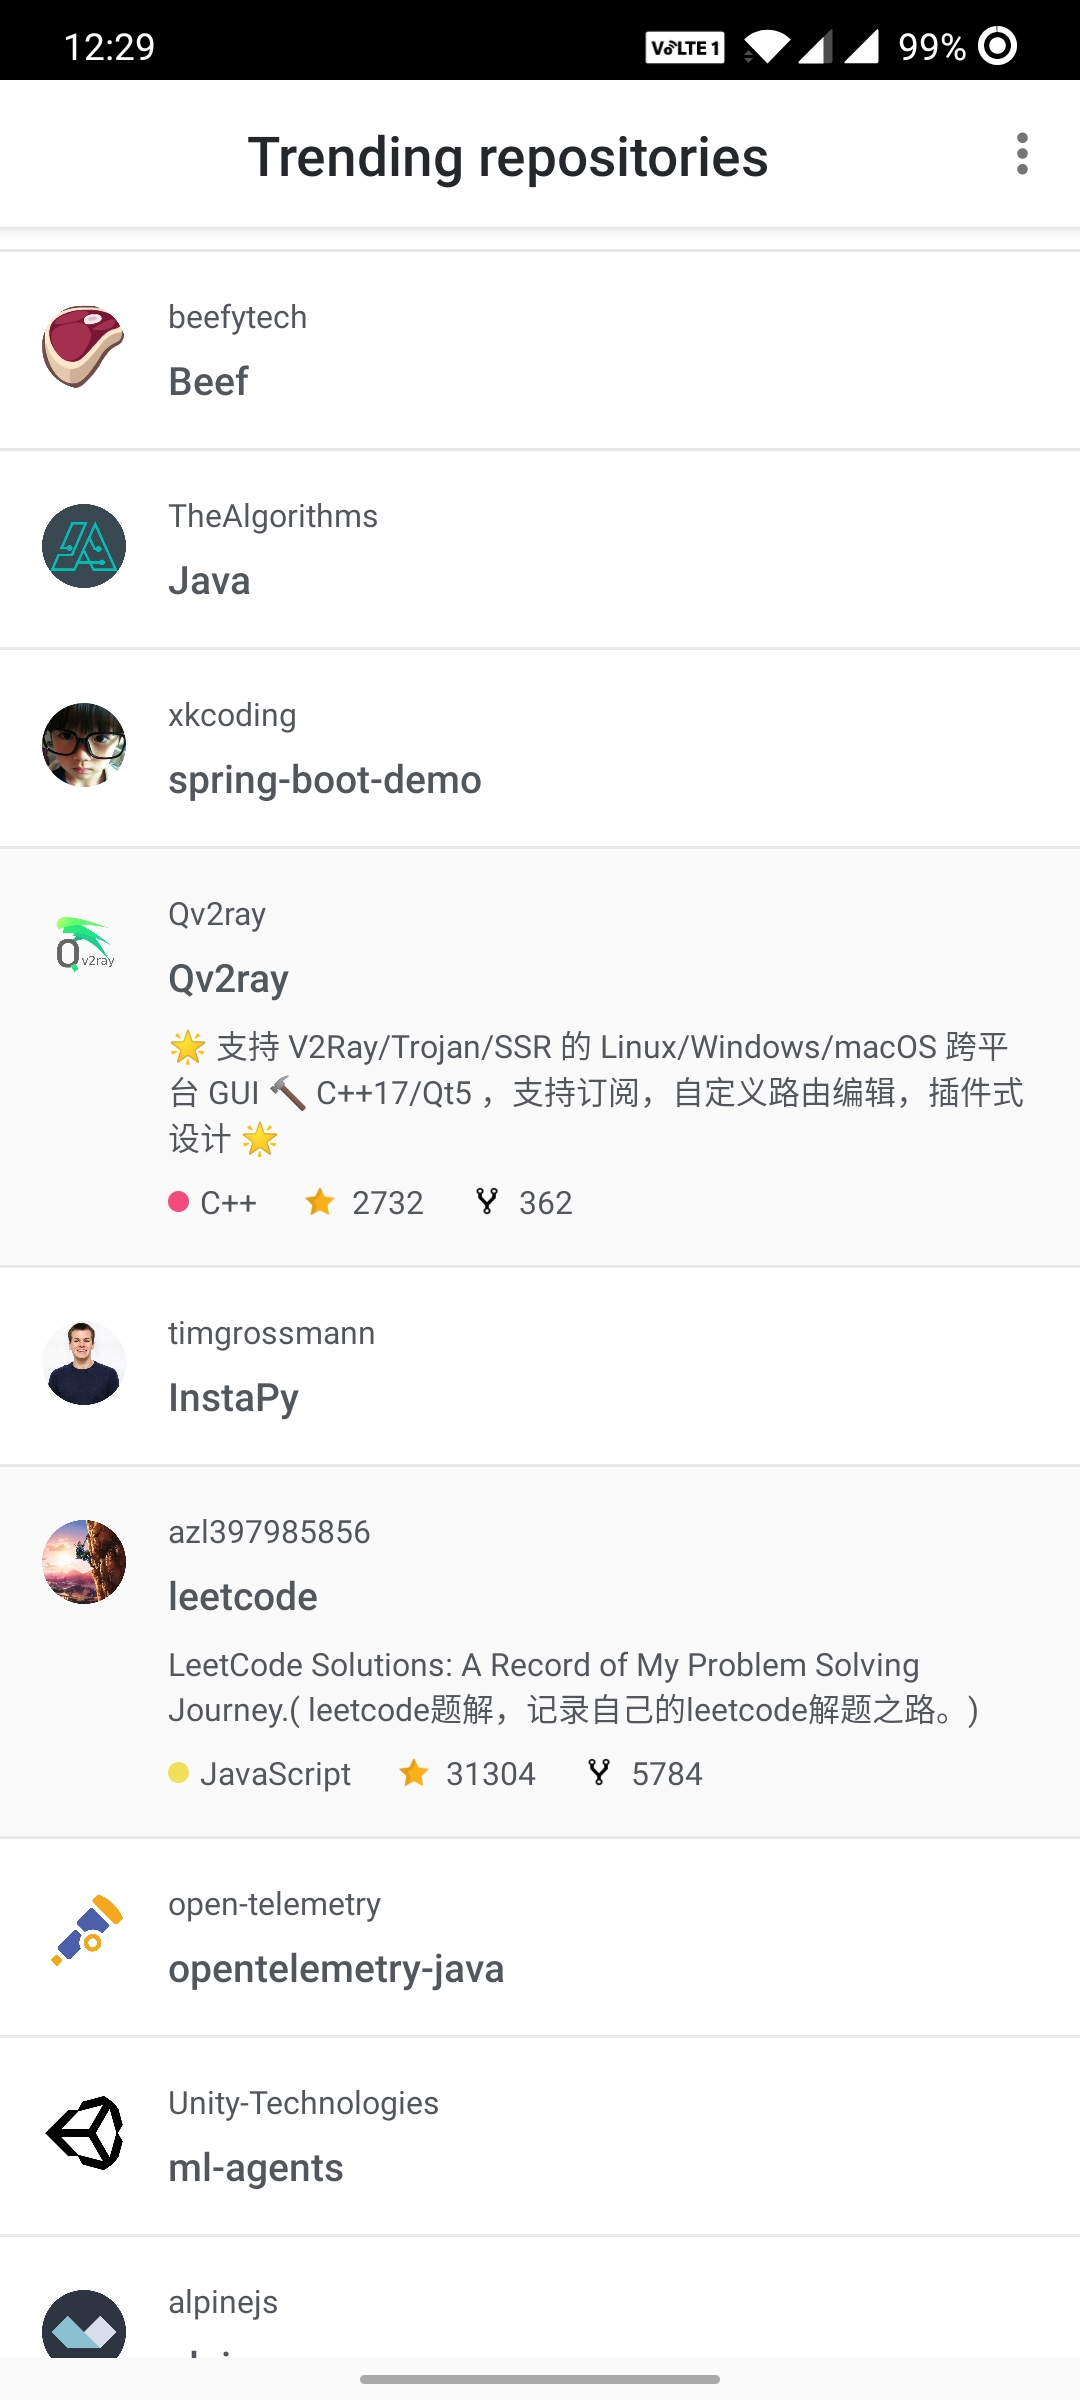 12:29
VoLTE 1
99%
Trending repositories
beefytech
Beef
TheAlgorithms
Java
xkcoding
spring-boot-demo
Q v2ray
Qv2ray
Qv2ray
🌟 支持 V2Ray/Trojan/SSR 的 Linux/Windows/macOS 跨平
台 GUI 🔨 C++17/Qt5 ，支持订阅，自定义路由编辑，插件式
设计 🌟
C++ 2732 362
timgrossmann
InstaPy
azl397985856
leetcode
LeetCode Solutions: A Record of My Problem Solving
Journey.( leetcode题解，记录自己的leetcode解题之路。)
JavaScript 31304 5784
open-telemetry
opentelemetry-java
Unity-Technologies
ml-agents
alpinejs